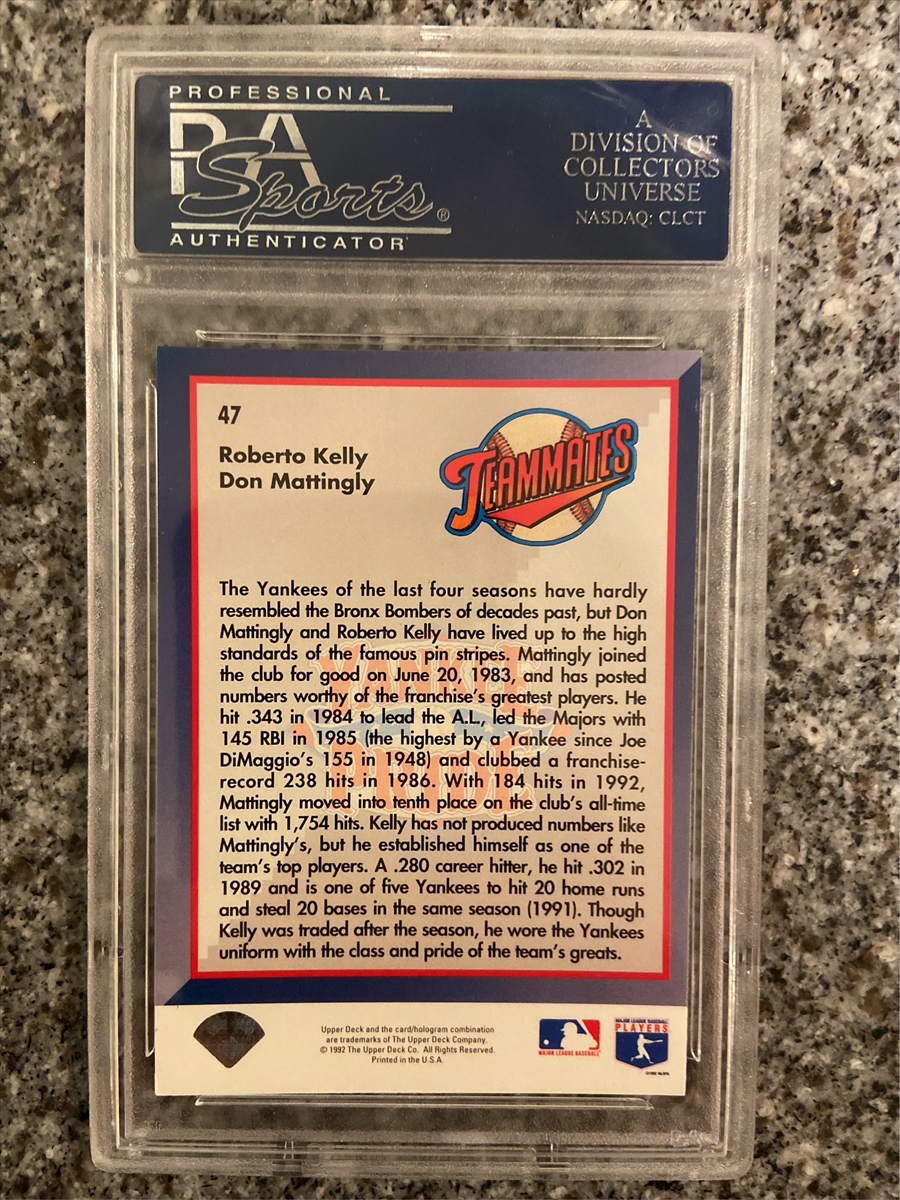 PROFESSIONAL
PSA
Sports®
AUTHENTICATOR
A
DIVISION OF
COLLECTORS
UNIVERSE
NASDAQ: CLCT
47
Roberto Kelly
Don Mattingly
TEAMMATES
YANKEE
PRIDE
The Yankees of the last four seasons have hardly
resembled the Bronx Bombers of decades past, but Don
Mattingly and Roberto Kelly have lived up to the high
standards of the famous pin stripes. Mattingly joined
the club for good on June 20, 1983, and has posted
numbers worthy of the franchise's greatest players. He
hit .343 in 1984 to lead the A.L., led the Majors with
145 RBI in 1985 (the highest by a Yankee since Joe
DiMaggio's 155 in 1948) and clubbed a franchise-
record 238 hits in 1986. With 184 hits in 1992,
Mattingly moved into tenth place on the club's all-time
list with 1,754 hits. Kelly has not produced numbers like
Mattingly's, but he established himself as one of the
team's top players. A .280 career hitter, he hit .302 in
1989 and is one of five Yankees to hit 20 home runs
and steal 20 bases in the same season (1991). Though
Kelly was traded after the season, he wore the Yankees
uniform with the class and pride of the team's greats.
Upper Deck and the card/hologram combination
are trademarks of The Upper Deck Company.
© 1992 The Upper Deck Co. All Rights Reserved.
Printed in the U.S.A.
MAJOR LEAGUE BASEBALL
MAJOR LEAGUE BASEBALL
PLAYERS